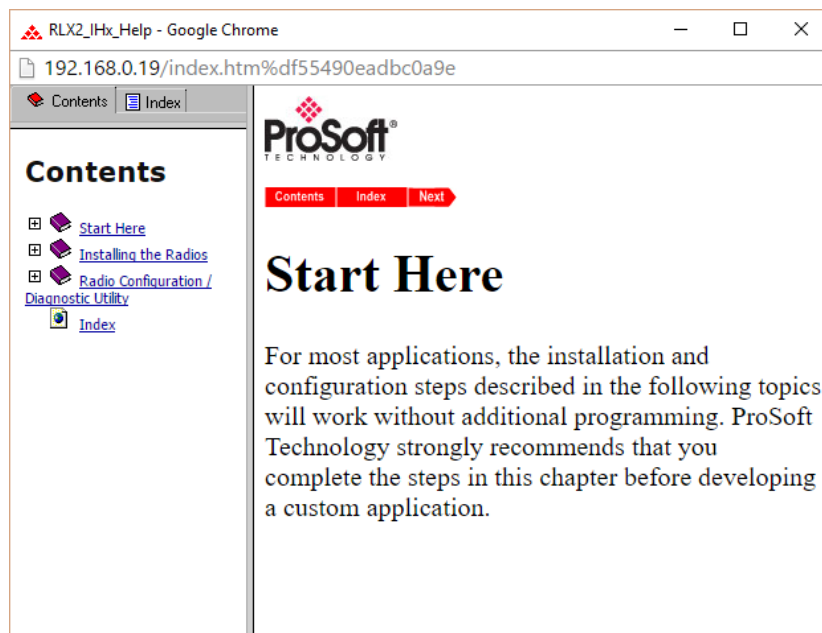 RLX2_IHx_Help - Google Chrome
192.168.0.19/index.htm%df55490eadbc0a9e
Contents Index
Contents
Start Here
Installing the Radios
Radio Configuration /
Diagnostic Utility
Index
ProSoft®
TECHNOLOGY
Contents Index Next
Start Here
For most applications, the installation and
configuration steps described in the following topics
will work without additional programming. ProSoft
Technology strongly recommends that you
complete the steps in this chapter before developing
a custom application.